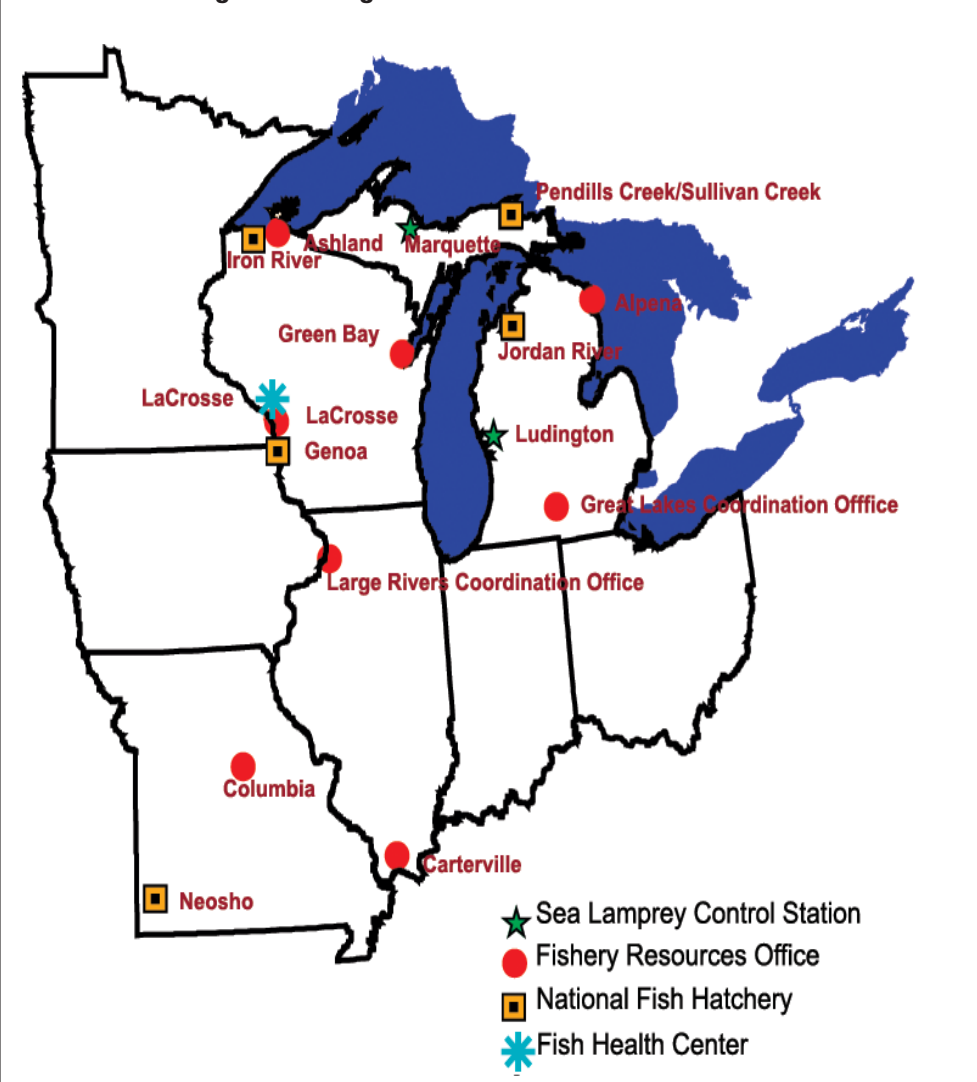 Pendills Creek/Sullivan Creek
Ashland
Marquette
Iron River
Alpena
Green Bay
Jordan River
LaCrosse
LaCrosse
Ludington
Genoa
Great Lakes Coordination Offfice
Large Rivers Coordination Office
Columbia
Carterville
Neosho
Sea Lamprey Control Station
Fishery Resources Office
National Fish Hatchery
Fish Health Center